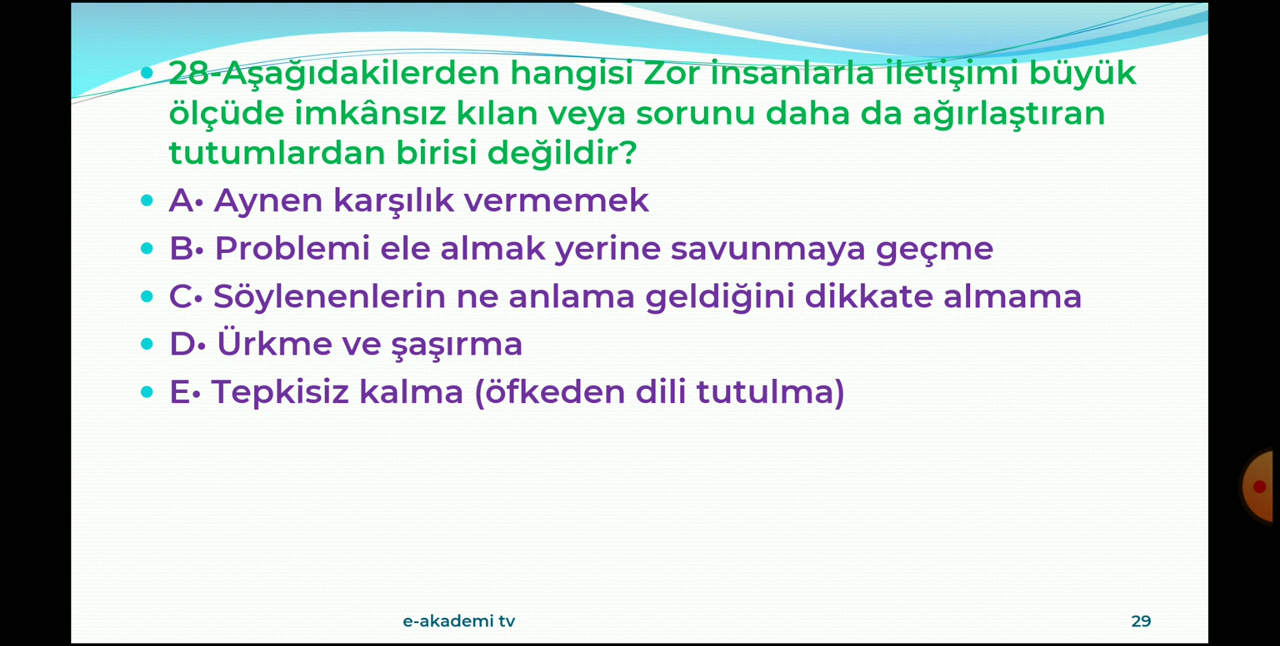 28-Aşağıdakilerden hangisi Zor insanlarla iletişimi büyük
ölçüde imkânsız kılan veya sorunu daha da ağırlaştıran
tutumlardan birisi değildir?
A• Aynen karşılık vermemek
B• Problemi ele almak yerine savunmaya geçme
C• Söylenenlerin ne anlama geldiğini dikkate almama
D• Ürkme ve şaşırma
E• Tepkisiz kalma (öfkeden dili tutulma)
e-akademi tv
29